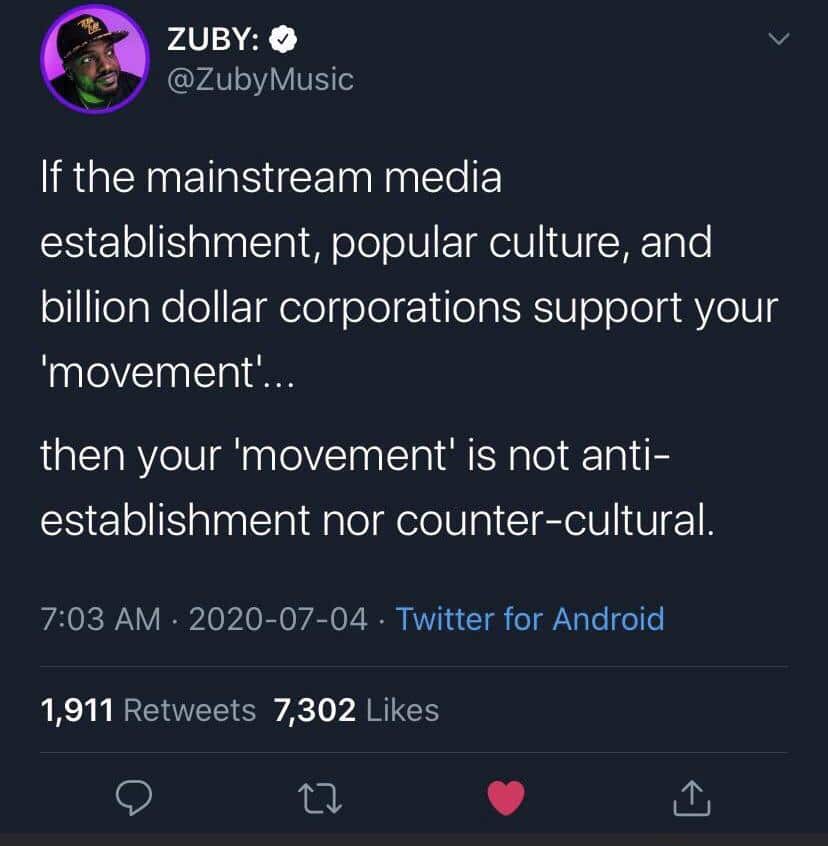 ZUBY:
@ZubyMusic
If the mainstream media
establishment, popular culture, and
billion dollar corporations support your
'movement'...
then your 'movement' is not anti-
establishment nor counter-cultural.
7:03 AM · 2020-07-04 · Twitter for Android
1,911 Retweets 7,302 Likes